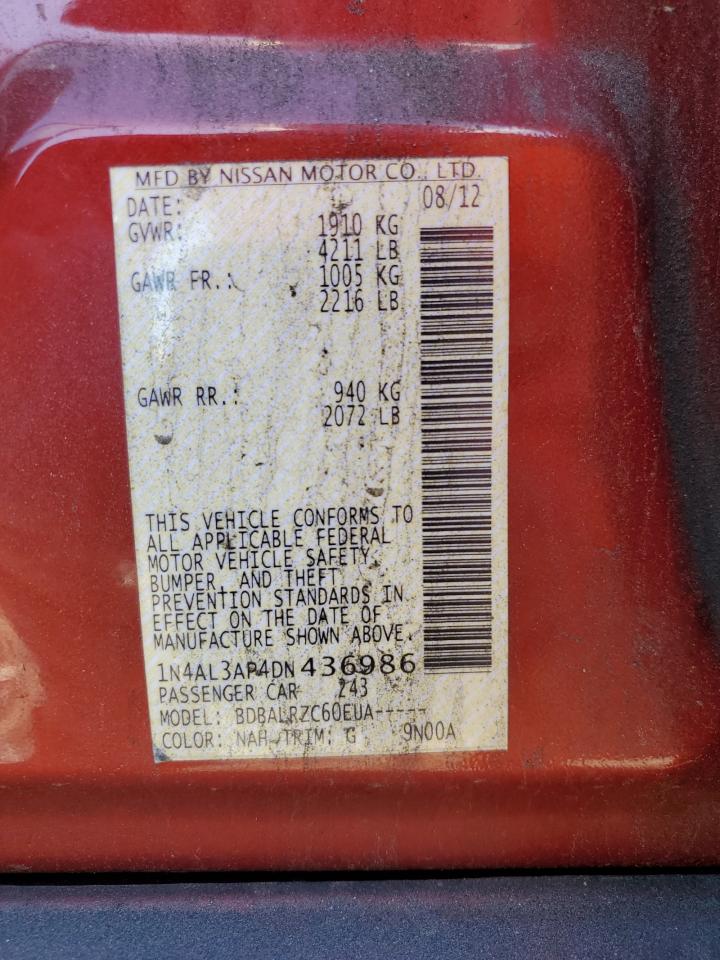 MFD BY NISSAN MOTOR CO., LTD.
DATE: 08/12
GVWR: 1910 KG
4211 LB
GAWR FR.: 1005 KG
2216 LB
GAWR RR.: 940 KG
2072 LB
THIS VEHICLE CONFORMS TO
ALL APPLICABLE FEDERAL
MOTOR VEHICLE SAFETY,
BUMPER, AND THEFT
PREVENTION STANDARDS IN
EFFECT ON THE DATE OF
MANUFACTURE SHOWN ABOVE.
1N4AL3AP4DN 436986
PASSENGER CAR 243
MODEL: BDBALRZC60EUA-----
COLOR: NAH TRIM: G 9N00A